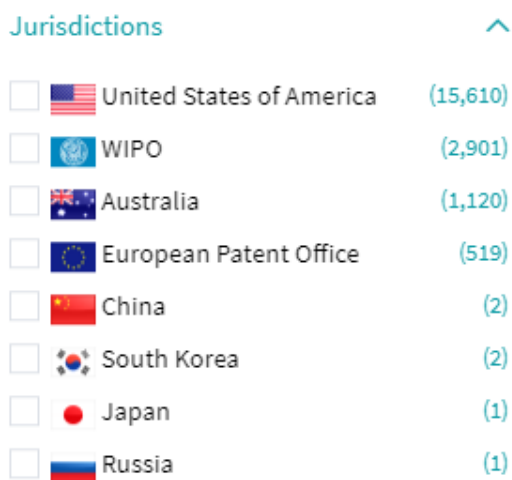 Jurisdictions
United States of America (15,610)
WIPO (2,901)
Australia (1,120)
European Patent Office (519)
China (2)
South Korea (2)
Japan (1)
Russia (1)